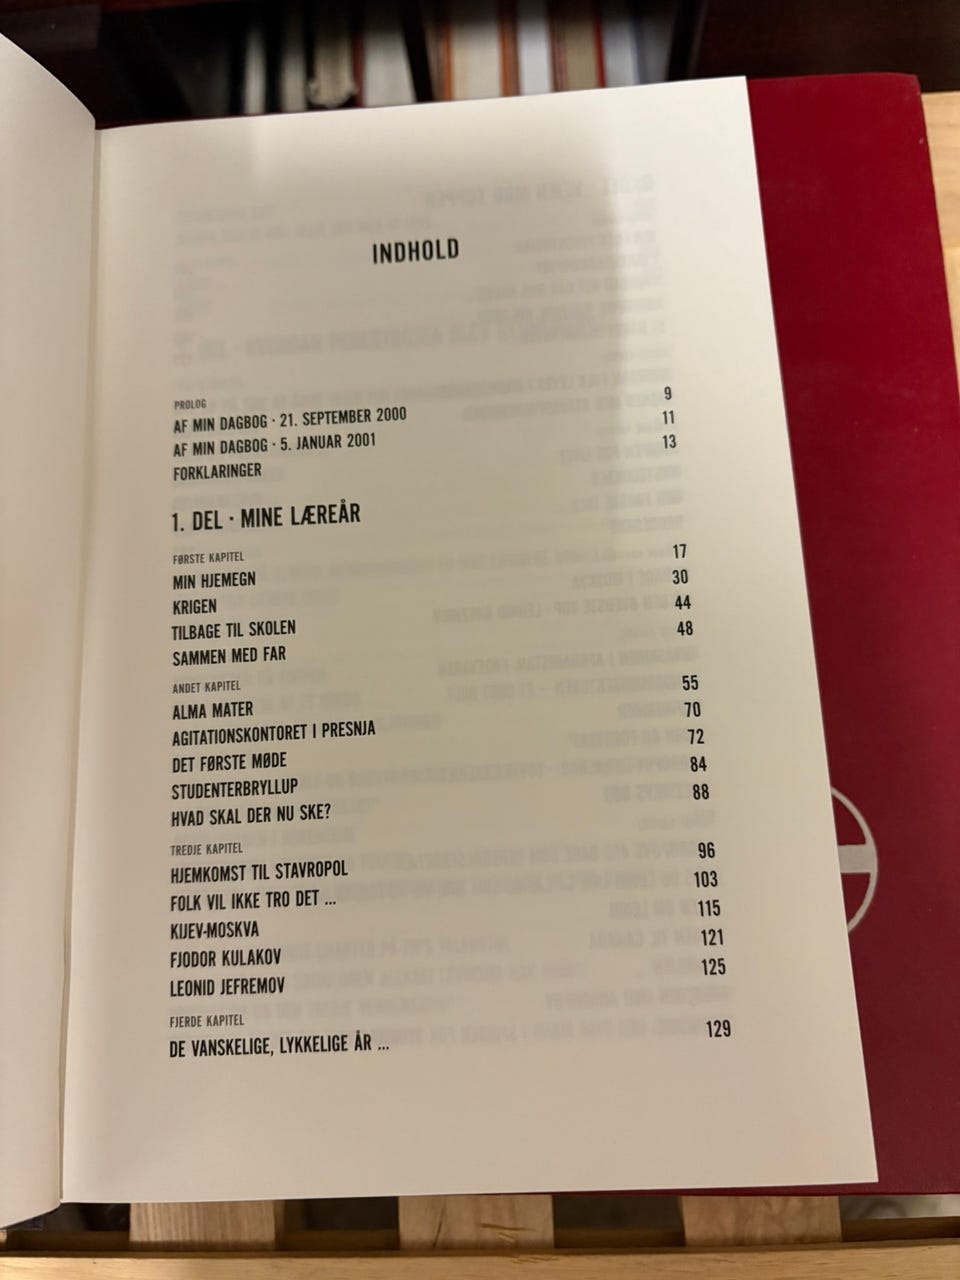 INDHOLD
PROLOG
AF MIN DAGBOG · 21. SEPTEMBER 2000 9
AF MIN DAGBOG · 5. JANUAR 2001 11
FORKLARINGER 13
1. DEL · MINE LÆREÅR
FØRSTE KAPITEL
MIN HJEMEGN 17
KRIGEN 30
TILBAGE TIL SKOLEN 44
SAMMEN MED FAR 48
ANDET KAPITEL
ALMA MATER 55
AGITATIONSKONTORET I PRESNJA 70
DET FØRSTE MØDE 72
STUDENTERBRYLLUP 84
HVAD SKAL DER NU SKE? 88
TREDJE KAPITEL
HJEMKOMST TIL STAVROPOL 96
FOLK VIL IKKE TRO DET ... 103
KIJEV-MOSKVA 115
FJODOR KULAKOV 121
LEONID JEFREMOV 125
FJERDE KAPITEL
DE VANSKELIGE, LYKKELIGE ÅR ... 129